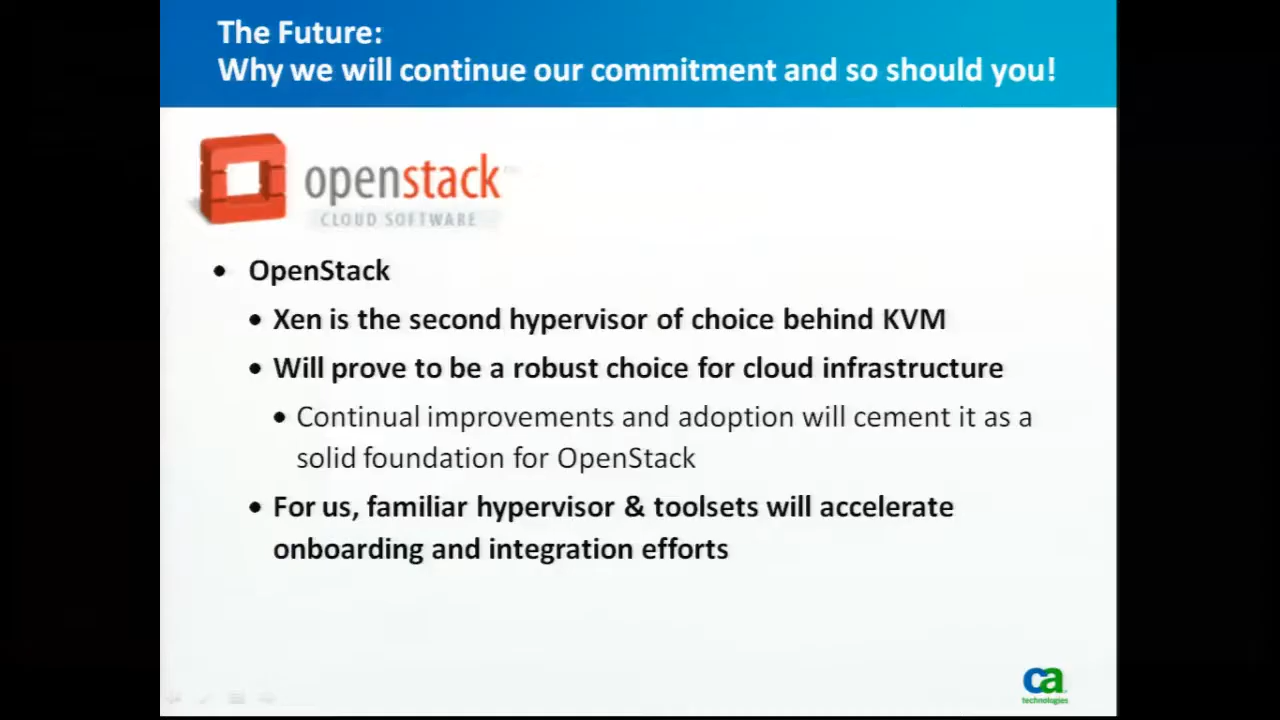 The Future:
Why we will continue our commitment and so should you!
openstack
CLOUD SOFTWARE
• OpenStack
• Xen is the second hypervisor of choice behind KVM
• Will prove to be a robust choice for cloud infrastructure
• Continual improvements and adoption will cement it as a
solid foundation for OpenStack
• For us, familiar hypervisor & toolsets will accelerate
onboarding and integration efforts
ca
technologies